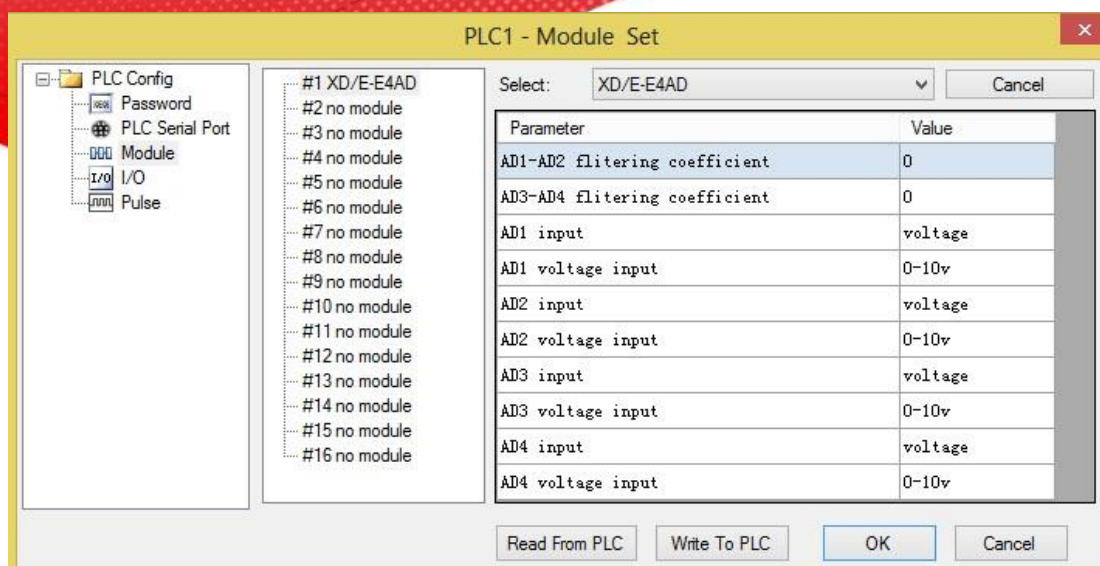 PLC1 - Module Set
PLC Config
Password
PLC Serial Port
Module
I/O I/O
Pulse
#1 XD/E-E4AD
#2 no module
#3 no module
#4 no module
#5 no module
#6 no module
#7 no module
#8 no module
#9 no module
#10 no module
#11 no module
#12 no module
#13 no module
#14 no module
#15 no module
#16 no module
Select: XD/E-E4AD Cancel
Parameter Value
AD1-AD2 flitering coefficient 0
AD3-AD4 flitering coefficient 0
AD1 input voltage
AD1 voltage input 0-10v
AD2 input voltage
AD2 voltage input 0-10v
AD3 input voltage
AD3 voltage input 0-10v
AD4 input voltage
AD4 voltage input 0-10v
Read From PLC Write To PLC OK Cancel